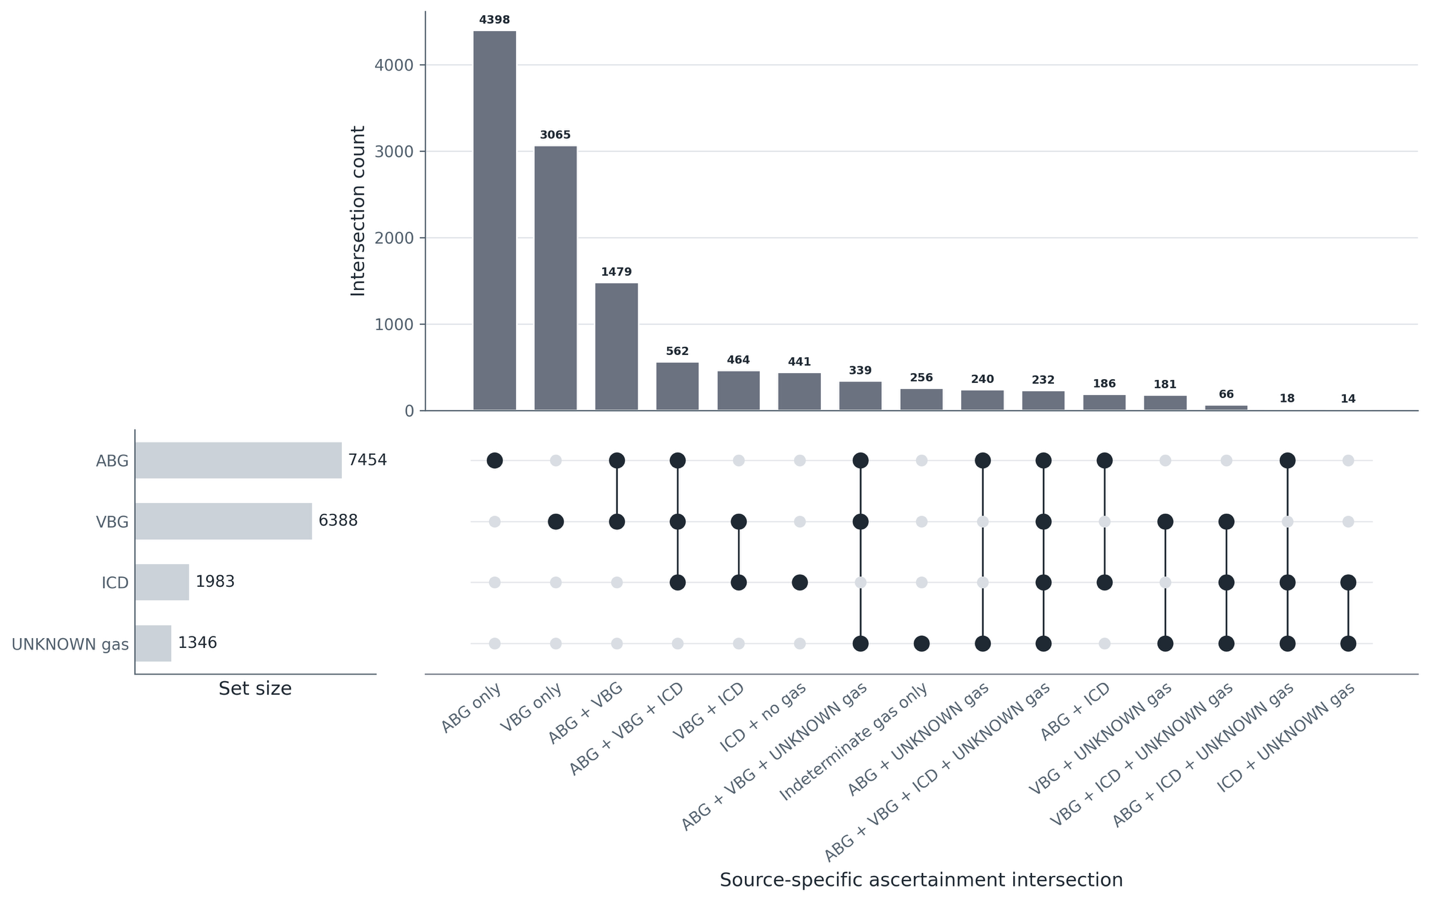 4398
4000
3065
3000
Intersection count
2000
1479
1000
562
464
441
339
256
240
232
186
181
66
18
14
0
ABG
7454
VBG
6388
ICD
1983
UNKNOWN gas
1346
Set size
ABG only
VBG only
ABG + VBG
ABG + VBG + ICD
VBG + ICD
ICD + no gas
ABG + VBG + UNKNOWN gas
Indeterminate gas only
ABG + UNKNOWN gas
ABG + VBG + ICD + UNKNOWN gas
ABG + ICD
VBG + UNKNOWN gas
VBG + ICD + UNKNOWN gas
ABG + ICD + UNKNOWN gas
ICD + UNKNOWN gas
Source-specific ascertainment intersection